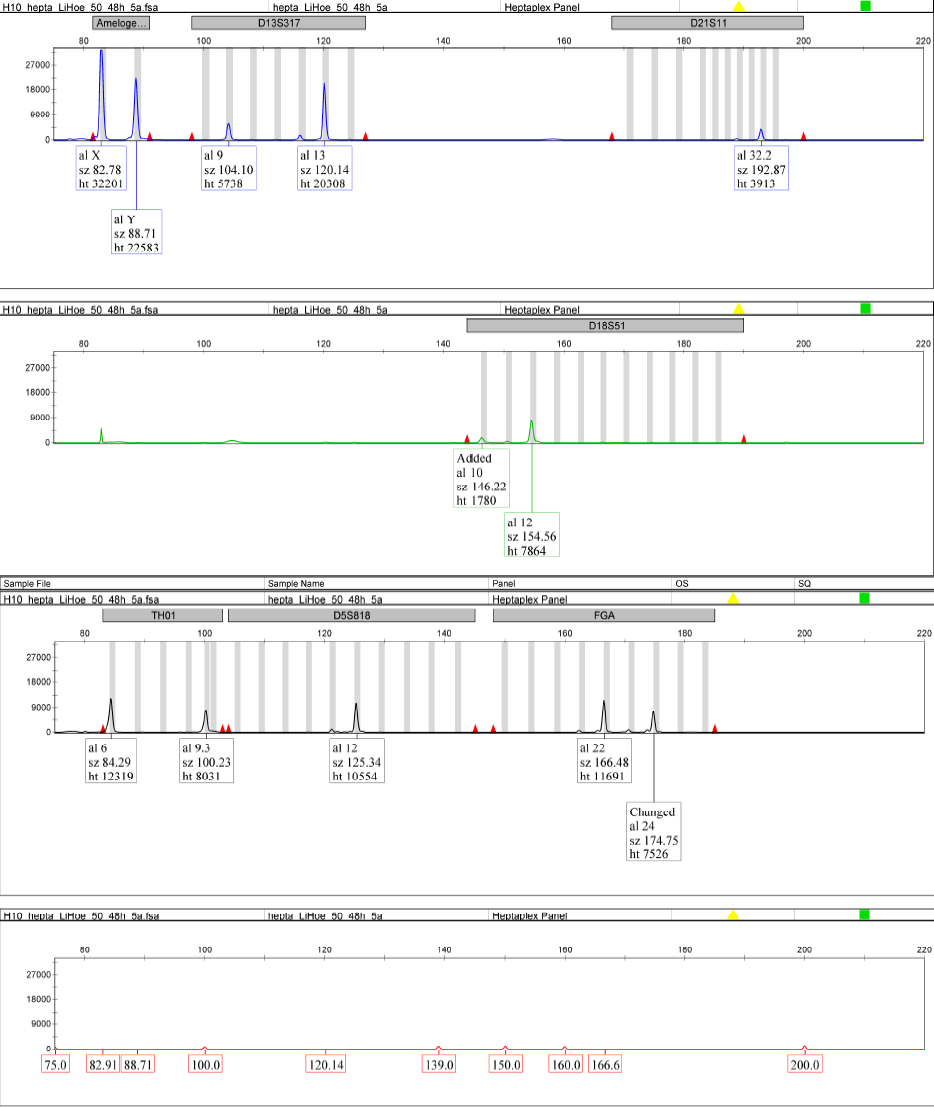 H10_hepta_LiHoe_50_48h_5a.fsa hepta_LiHoe_50_48h_5a Heptaplex Panel
Ameloge... D13S317 D21S11
80 100 120 140 160 180 200 220
27000
18000
9000
0
al X
sz 82.78
ht 32201
al 9
sz 104.10
ht 5738
al 13
sz 120.14
ht 20308
al 32.2
sz 192.87
ht 3913
al Y
sz 88.71
ht 22583
H10_hepta_LiHoe_50_48h_5a.fsa hepta_LiHoe_50_48h_5a Heptaplex Panel
D18S51
80 100 120 140 160 180 200 220
27000
18000
9000
0
Added
al 10
sz 146.22
ht 1780
al 12
sz 154.56
ht 7864
Sample File Sample Name Panel OS SQ
H10_hepta_LiHoe_50_48h_5a.fsa hepta_LiHoe_50_48h_5a Heptaplex Panel
TH01 D5S818 FGA
80 100 120 140 160 180 200 220
27000
18000
9000
0
al 6
sz 84.29
ht 12319
al 9.3
sz 100.23
ht 8031
al 12
sz 125.34
ht 10554
al 22
sz 166.48
ht 11691
Changed
al 24
sz 174.75
ht 7526
H10_hepta_LiHoe_50_48h_5a.fsa hepta_LiHoe_50_48h_5a Heptaplex Panel
80 100 120 140 160 180 200 220
27000
18000
9000
0
75.0 82.91 88.71 100.0 120.14 139.0 150.0 160.0 166.6 200.0